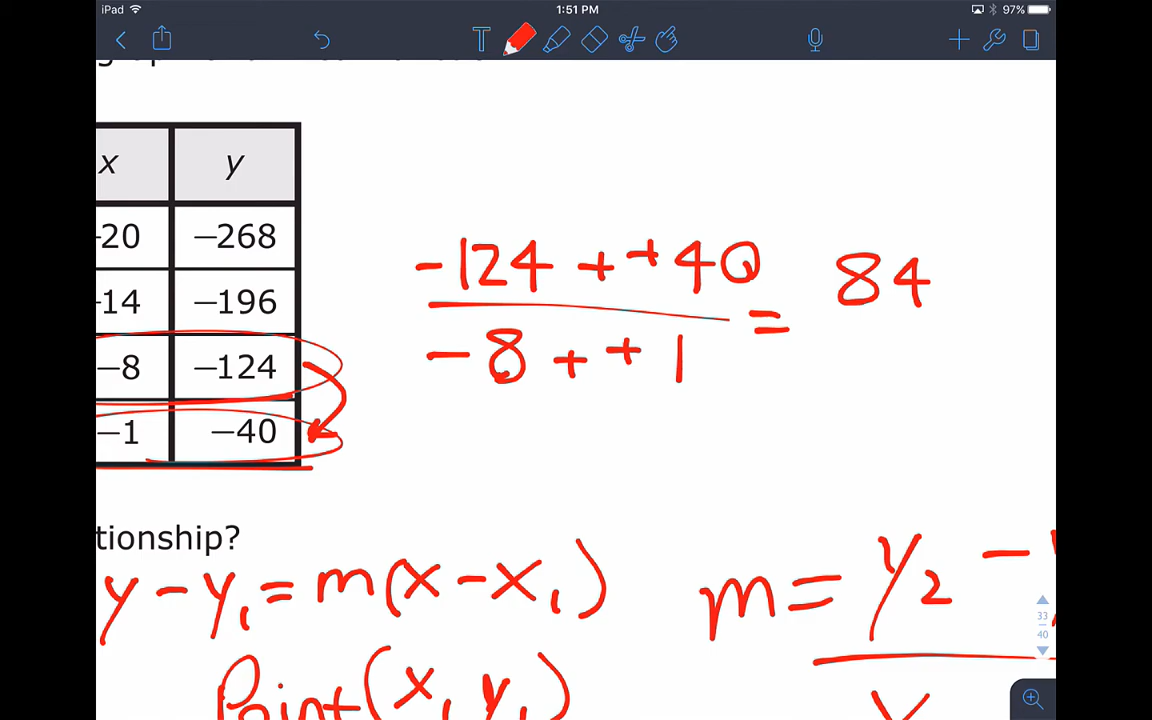 iPad 1:51 PM 97%
x y
-20 −268
-14 −196
−8 −124
−1 −40
-124 + +40 = 84
- 8 + + 1
tionship?
y - y1 = m(x - x1) m = y2 -
Point (x1 y1)
33
40